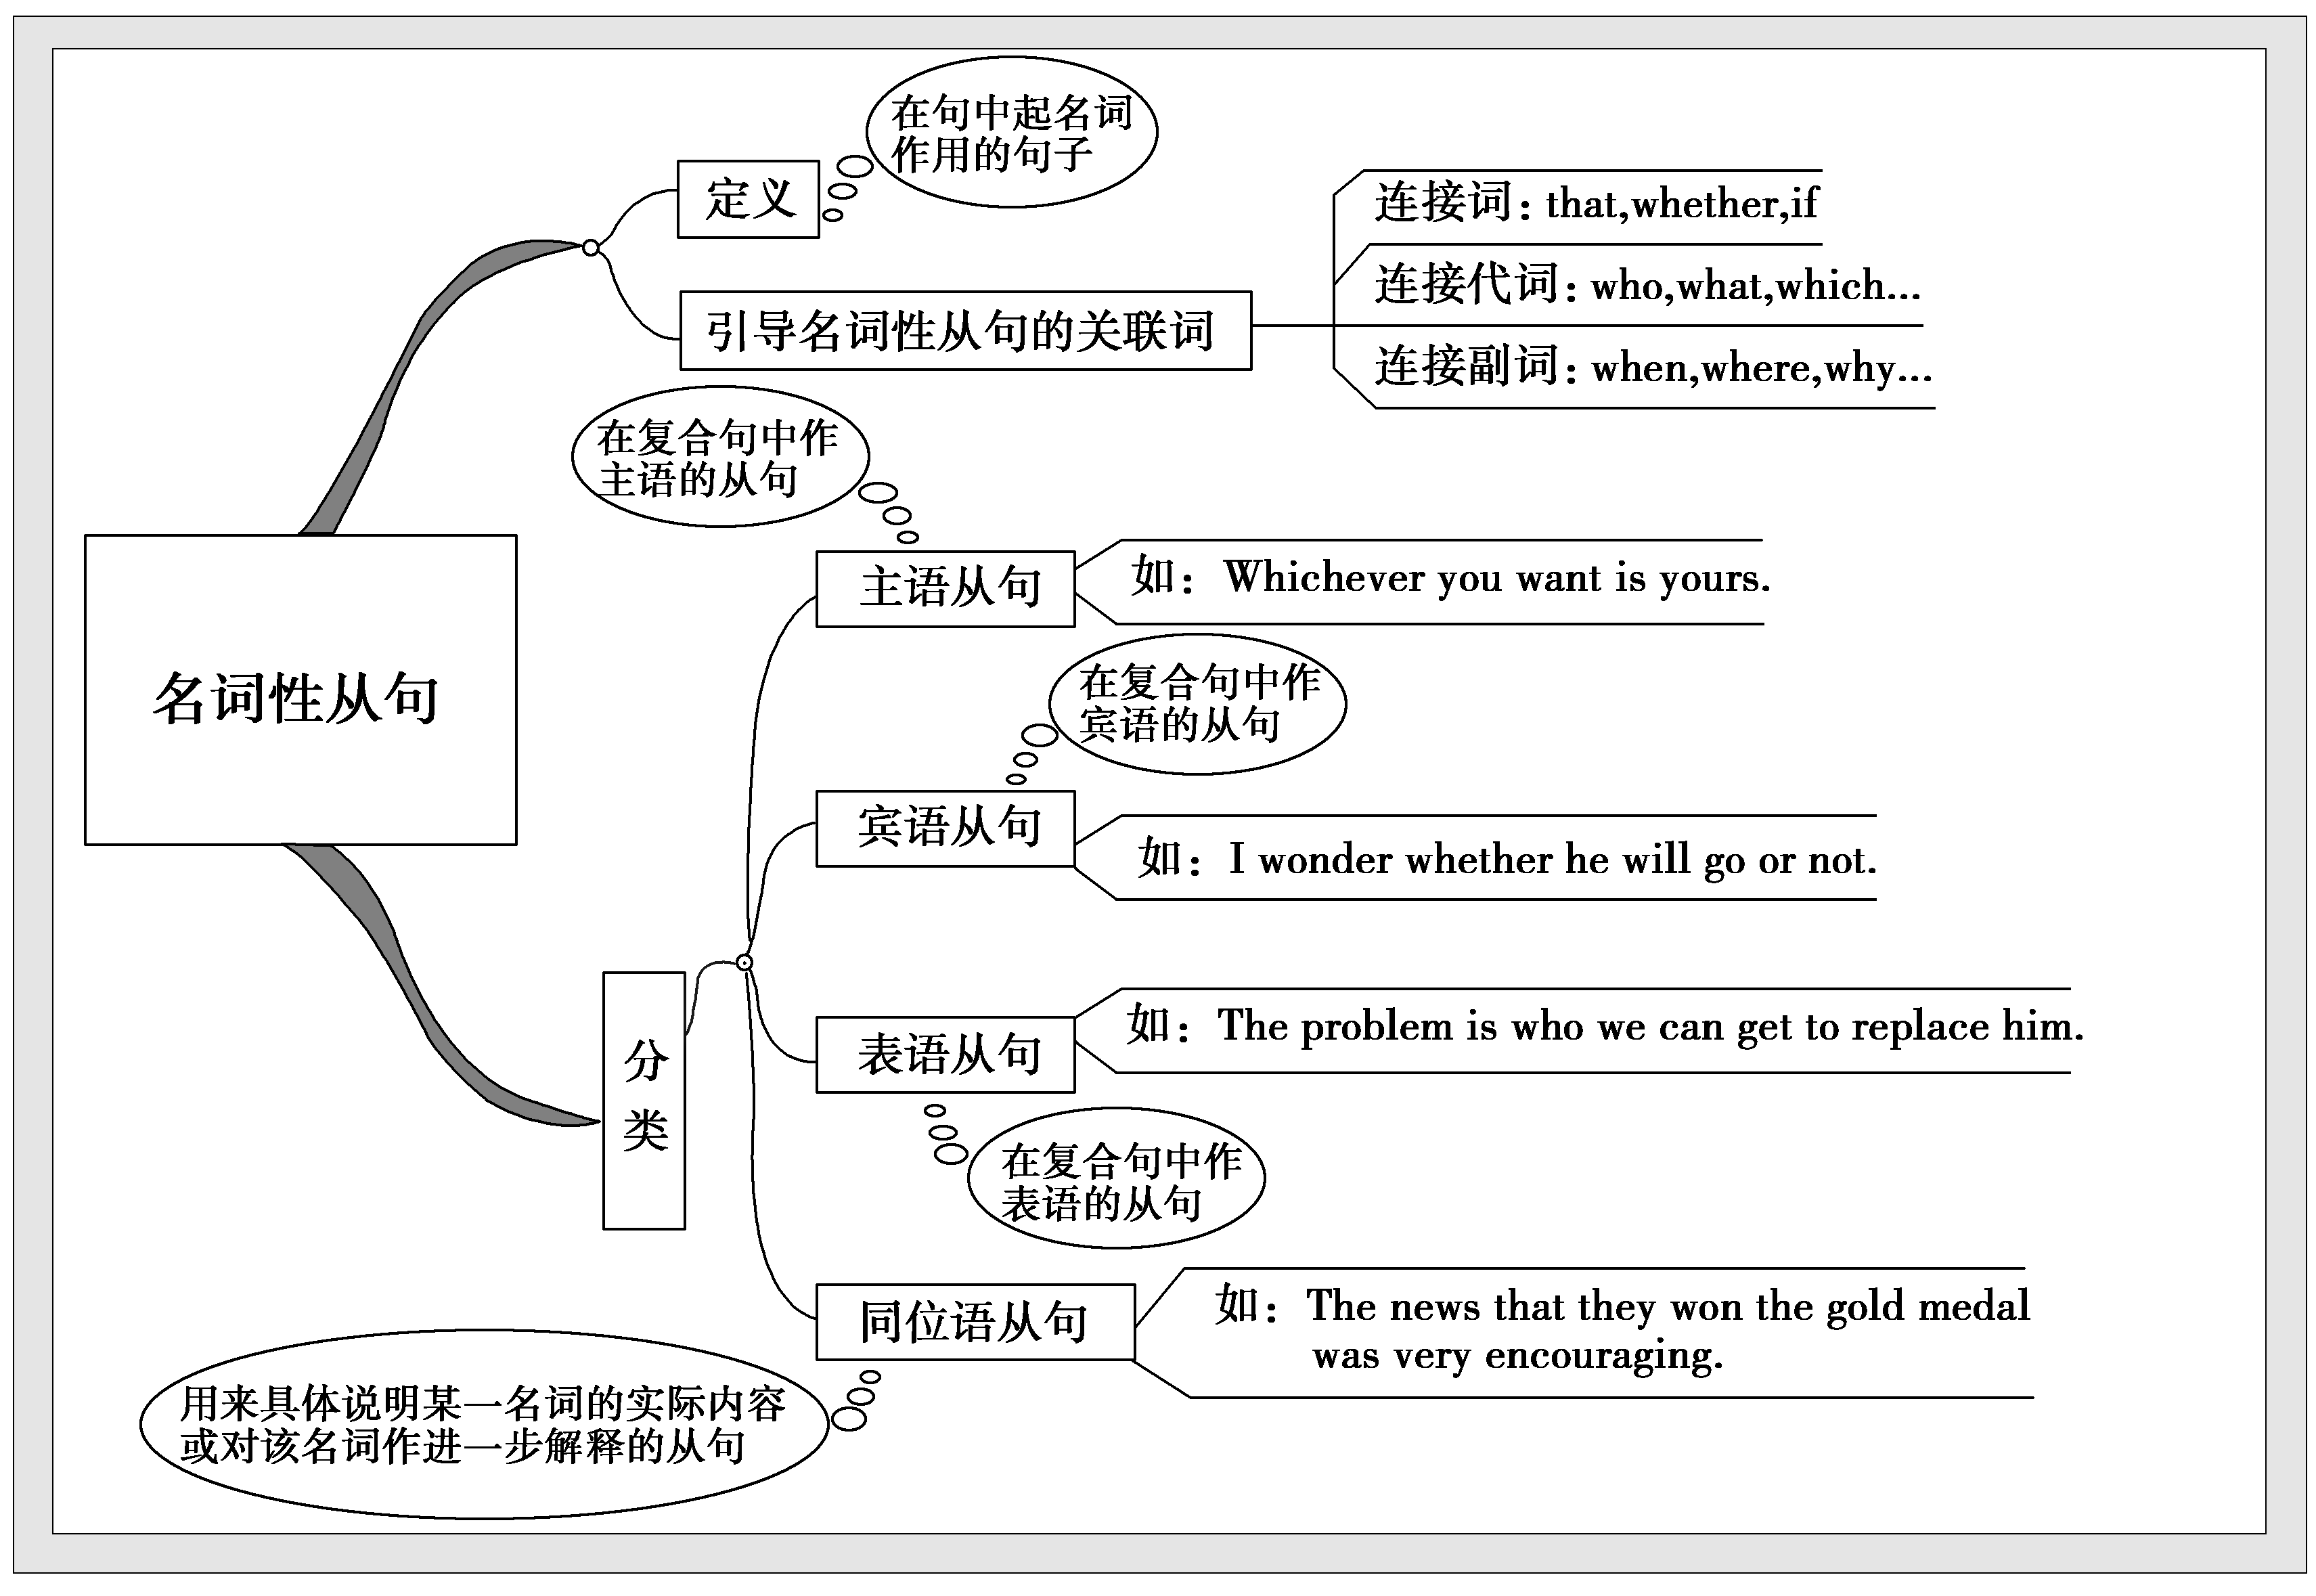 在句中起名词
作用的句子
定义
连接词：that,whether,if
连接代词：who,what,which...
引导名词性从句的关联词
连接副词：when,where,why...
在复合句中作
主语的从句
主语从句
如：Whichever you want is yours.
名词性从句
在复合句中作
宾语的从句
宾语从句
如：I wonder whether he will go or not.
分
类
表语从句
如：The problem is who we can get to replace him.
在复合句中作
表语的从句
同位语从句
如：The news that they won the gold medal
was very encouraging.
用来具体说明某一名词的实际内容
或对该名词作进一步解释的从句